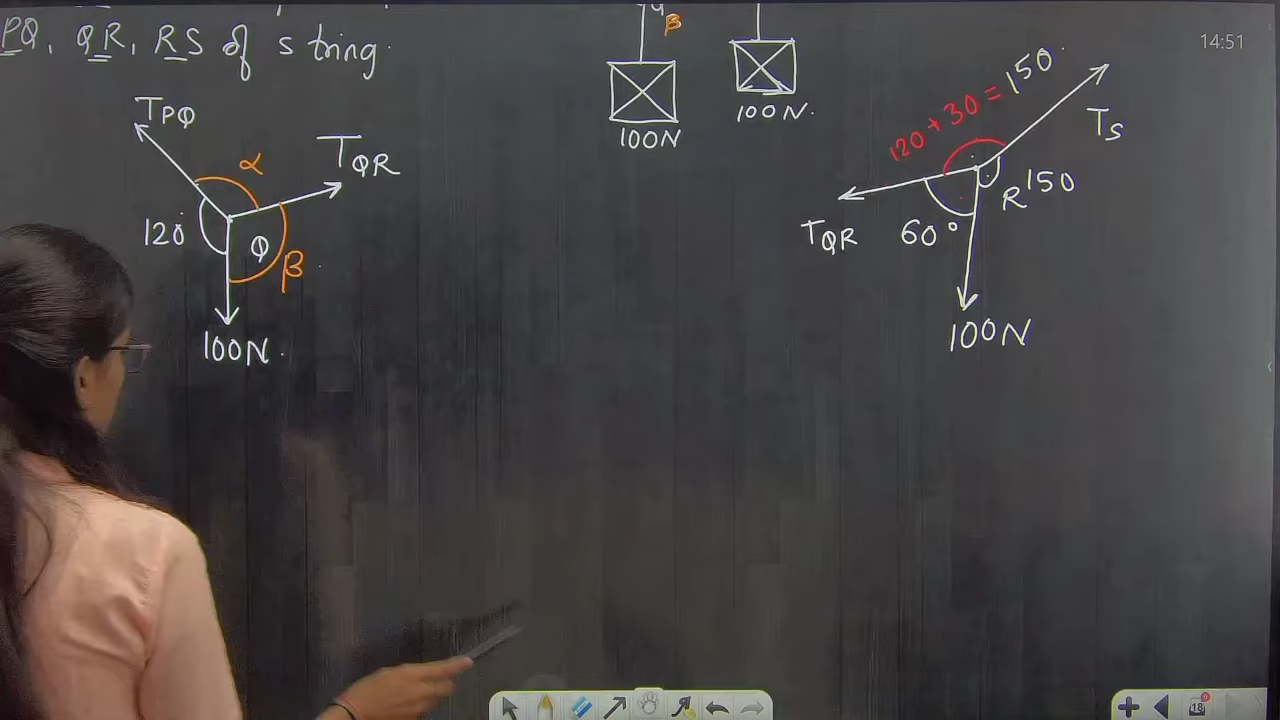 PQ, QR, RS of string.
β
100N
100N.
14:51
TPQ
α
TQR
120°
Q
β
100N.
120 + 30 = 150
TS
R 150
TQR
60°
100N
18